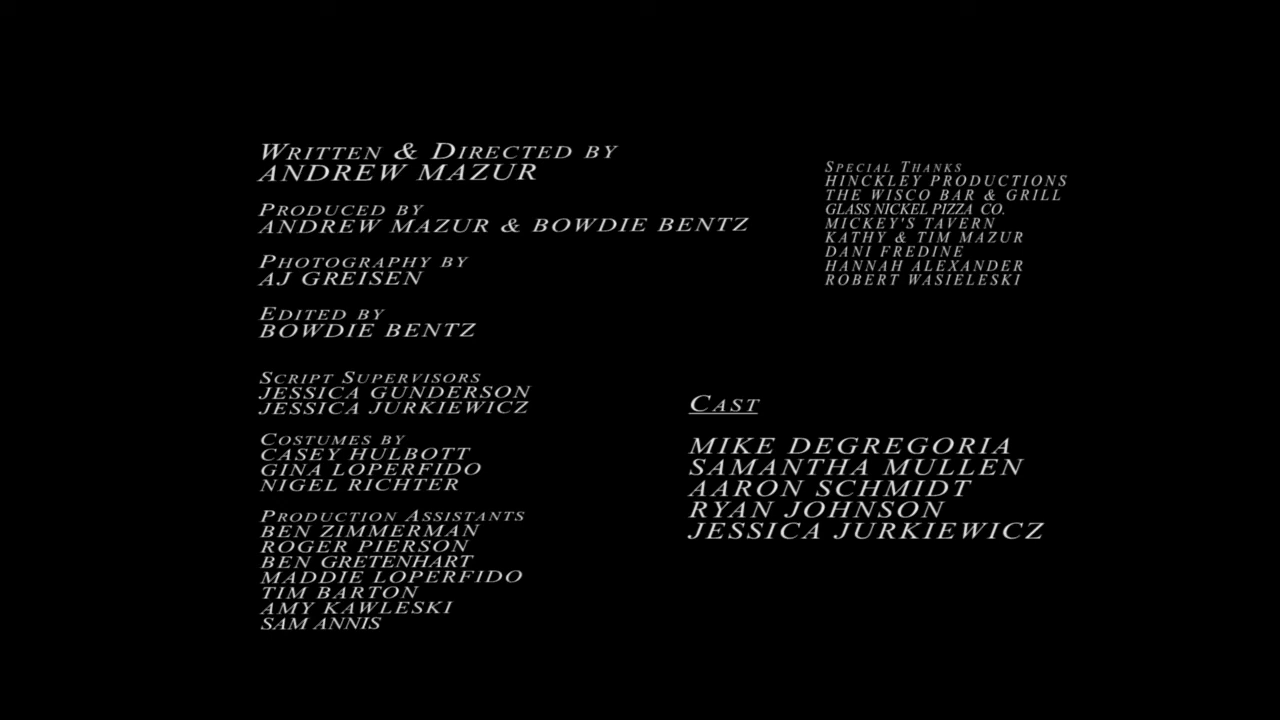 WRITTEN & DIRECTED BY
ANDREW MAZUR
PRODUCED BY
ANDREW MAZUR & BOWDIE BENTZ
PHOTOGRAPHY BY
AJ GREISEN
EDITED BY
BOWDIE BENTZ
SCRIPT SUPERVISORS
JESSICA GUNDERSON
JESSICA JURKIEWICZ
COSTUMES BY
CASEY HULBOTT
GINA LOPERFIDO
NIGEL RICHTER
PRODUCTION ASSISTANTS
BEN ZIMMERMAN
ROGER PIERSON
BEN GRETENHART
MADDIE LOPERFIDO
TIM BARTON
AMY KAWLESKI
SAM ANNIS
SPECIAL THANKS
HINCKLEY PRODUCTIONS
THE WISCO BAR & GRILL
GLASS NICKEL PIZZA CO.
MICKEY'S TAVERN
KATHY & TIM MAZUR
DANI FREDINE
HANNAH ALEXANDER
ROBERT WASIELESKI
CAST
MIKE DEGREGORIA
SAMANTHA MULLEN
AARON SCHMIDT
RYAN JOHNSON
JESSICA JURKIEWICZ